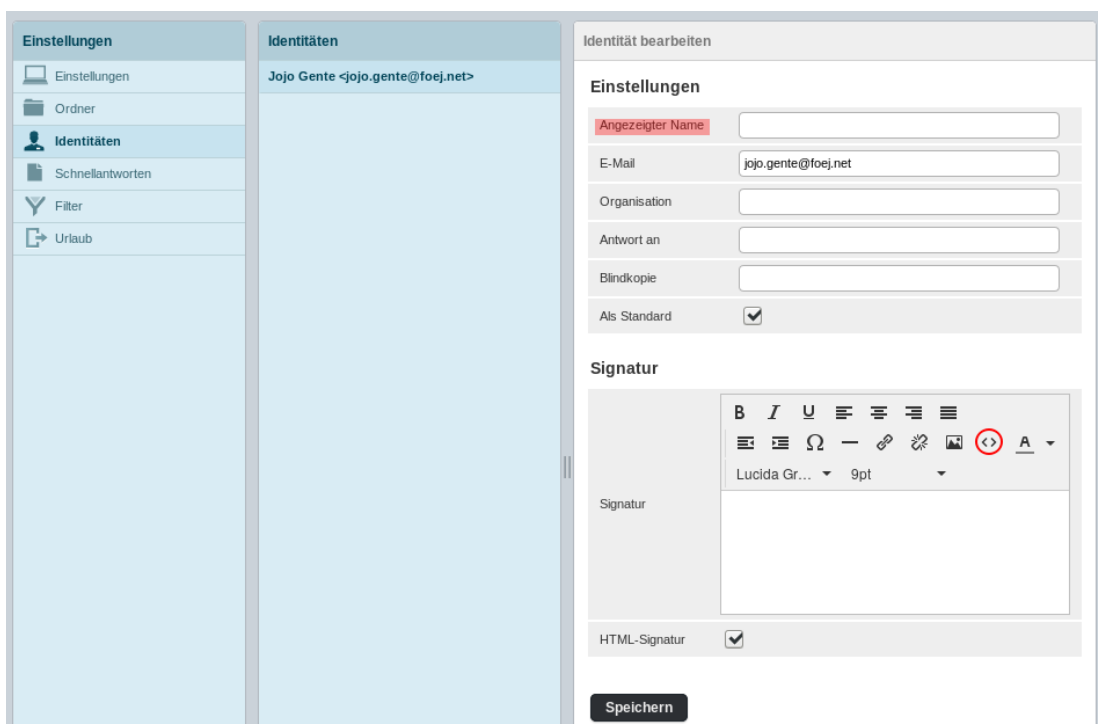 Einstellungen
Einstellungen
Ordner
Identitäten
Schnellantworten
Filter
Urlaub
Identitäten
Jojo Gente <jojo.gente@foej.net>
Identität bearbeiten
Einstellungen
Angezeigter Name
E-Mail jojo.gente@foej.net
Organisation
Antwort an
Blindkopie
Als Standard
Signatur
B I U
Ω <> A
Lucida Gr... 9pt
Signatur
HTML-Signatur
Speichern